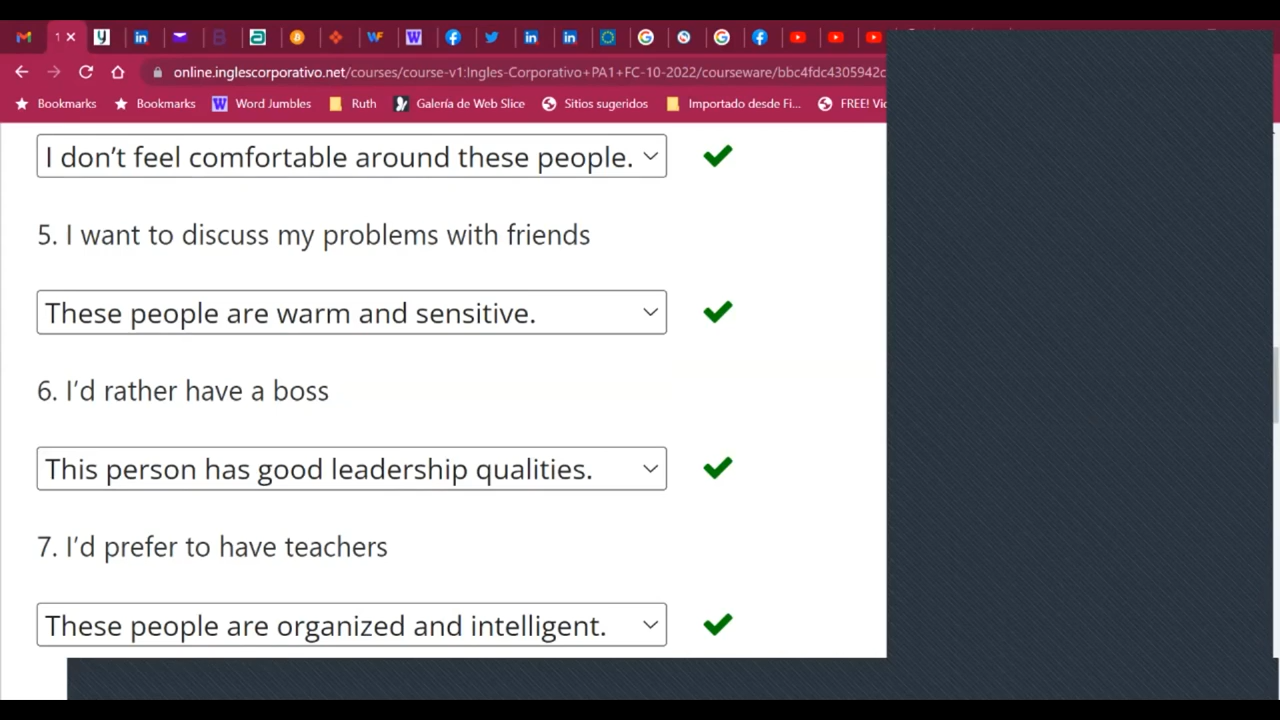 1
online.inglescorporativo.net/courses/course-v1:Ingles-Corporativo+PA1+FC-10-2022/courseware/bbc4fdc4305942c
Bookmarks Bookmarks Word Jumbles Ruth Galería de Web Slice Sitios sugeridos Importado desde Fi... FREE! Vi
I don’t feel comfortable around these people.
5. I want to discuss my problems with friends
These people are warm and sensitive.
6. I’d rather have a boss
This person has good leadership qualities.
7. I’d prefer to have teachers
These people are organized and intelligent.